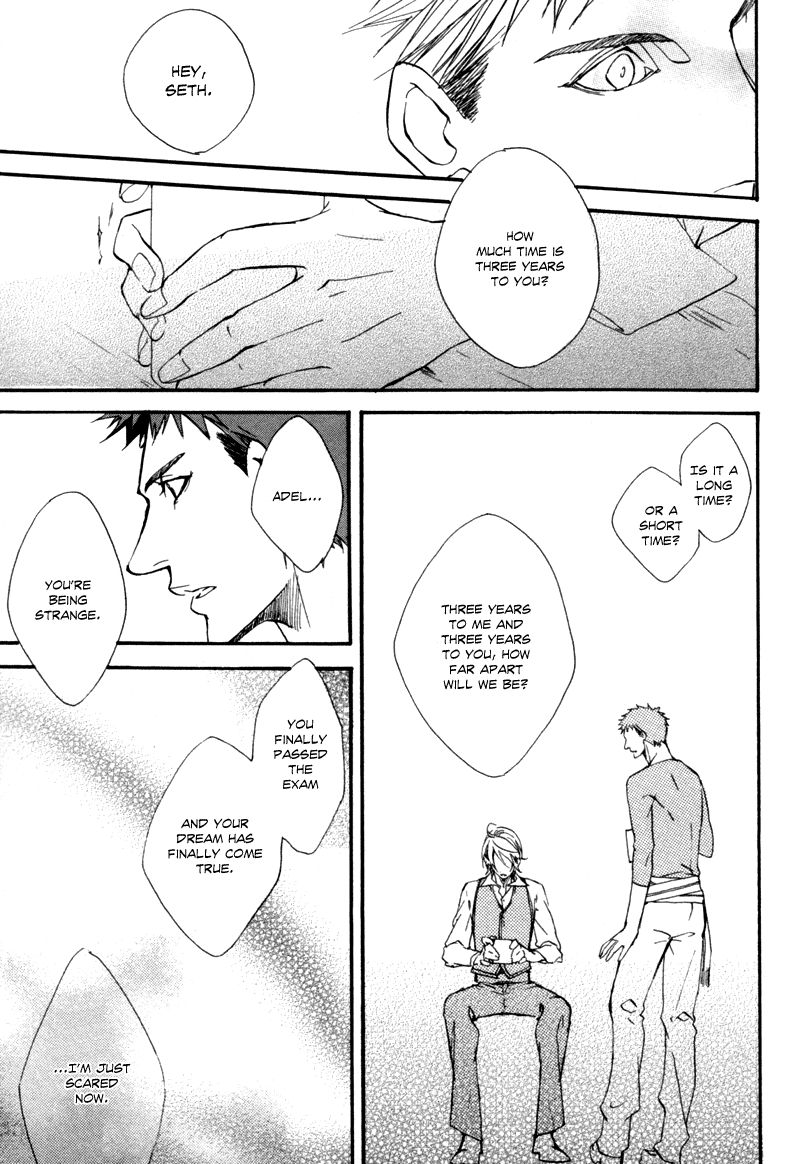 HEY,
SETH.
HOW
MUCH TIME IS
THREE YEARS
TO YOU?
IS IT A
LONG
TIME?
OR A
SHORT
TIME?
THREE YEARS
TO ME AND
THREE YEARS
TO YOU, HOW
FAR APART
WILL WE BE?
ADEL...
YOU'RE
BEING
STRANGE.
YOU
FINALLY
PASSED
THE
EXAM
AND YOUR
DREAM HAS
FINALLY COME
TRUE.
...I'M JUST
SCARED
NOW.